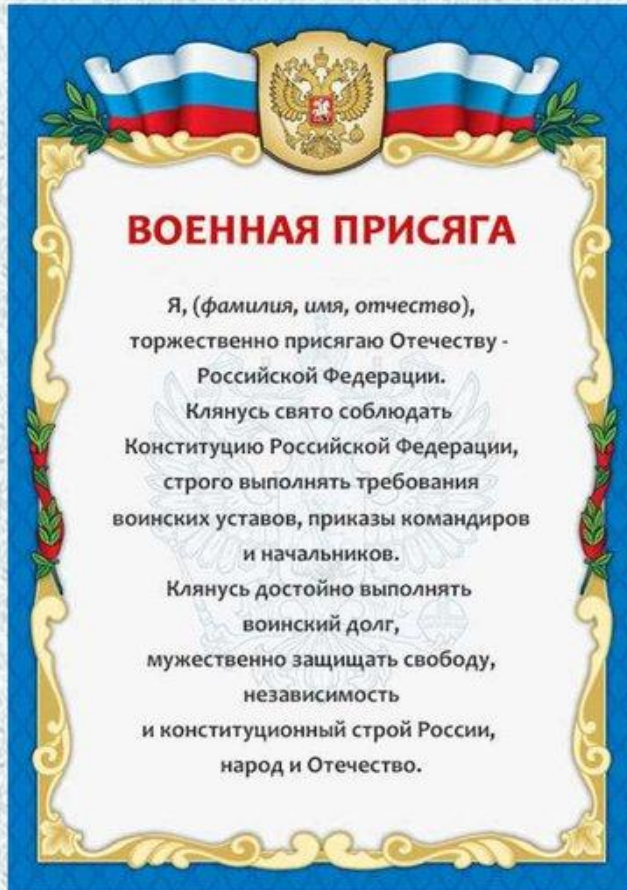 ВОЕННАЯ ПРИСЯГА
Я, (фамилия, имя, отчество),
торжественно присягаю Отечеству -
Российской Федерации.
Клянусь свято соблюдать
Конституцию Российской Федерации,
строго выполнять требования
воинских уставов, приказы командиров
и начальников.
Клянусь достойно выполнять
воинский долг,
мужественно защищать свободу,
независимость
и конституционный строй России,
народ и Отечество.